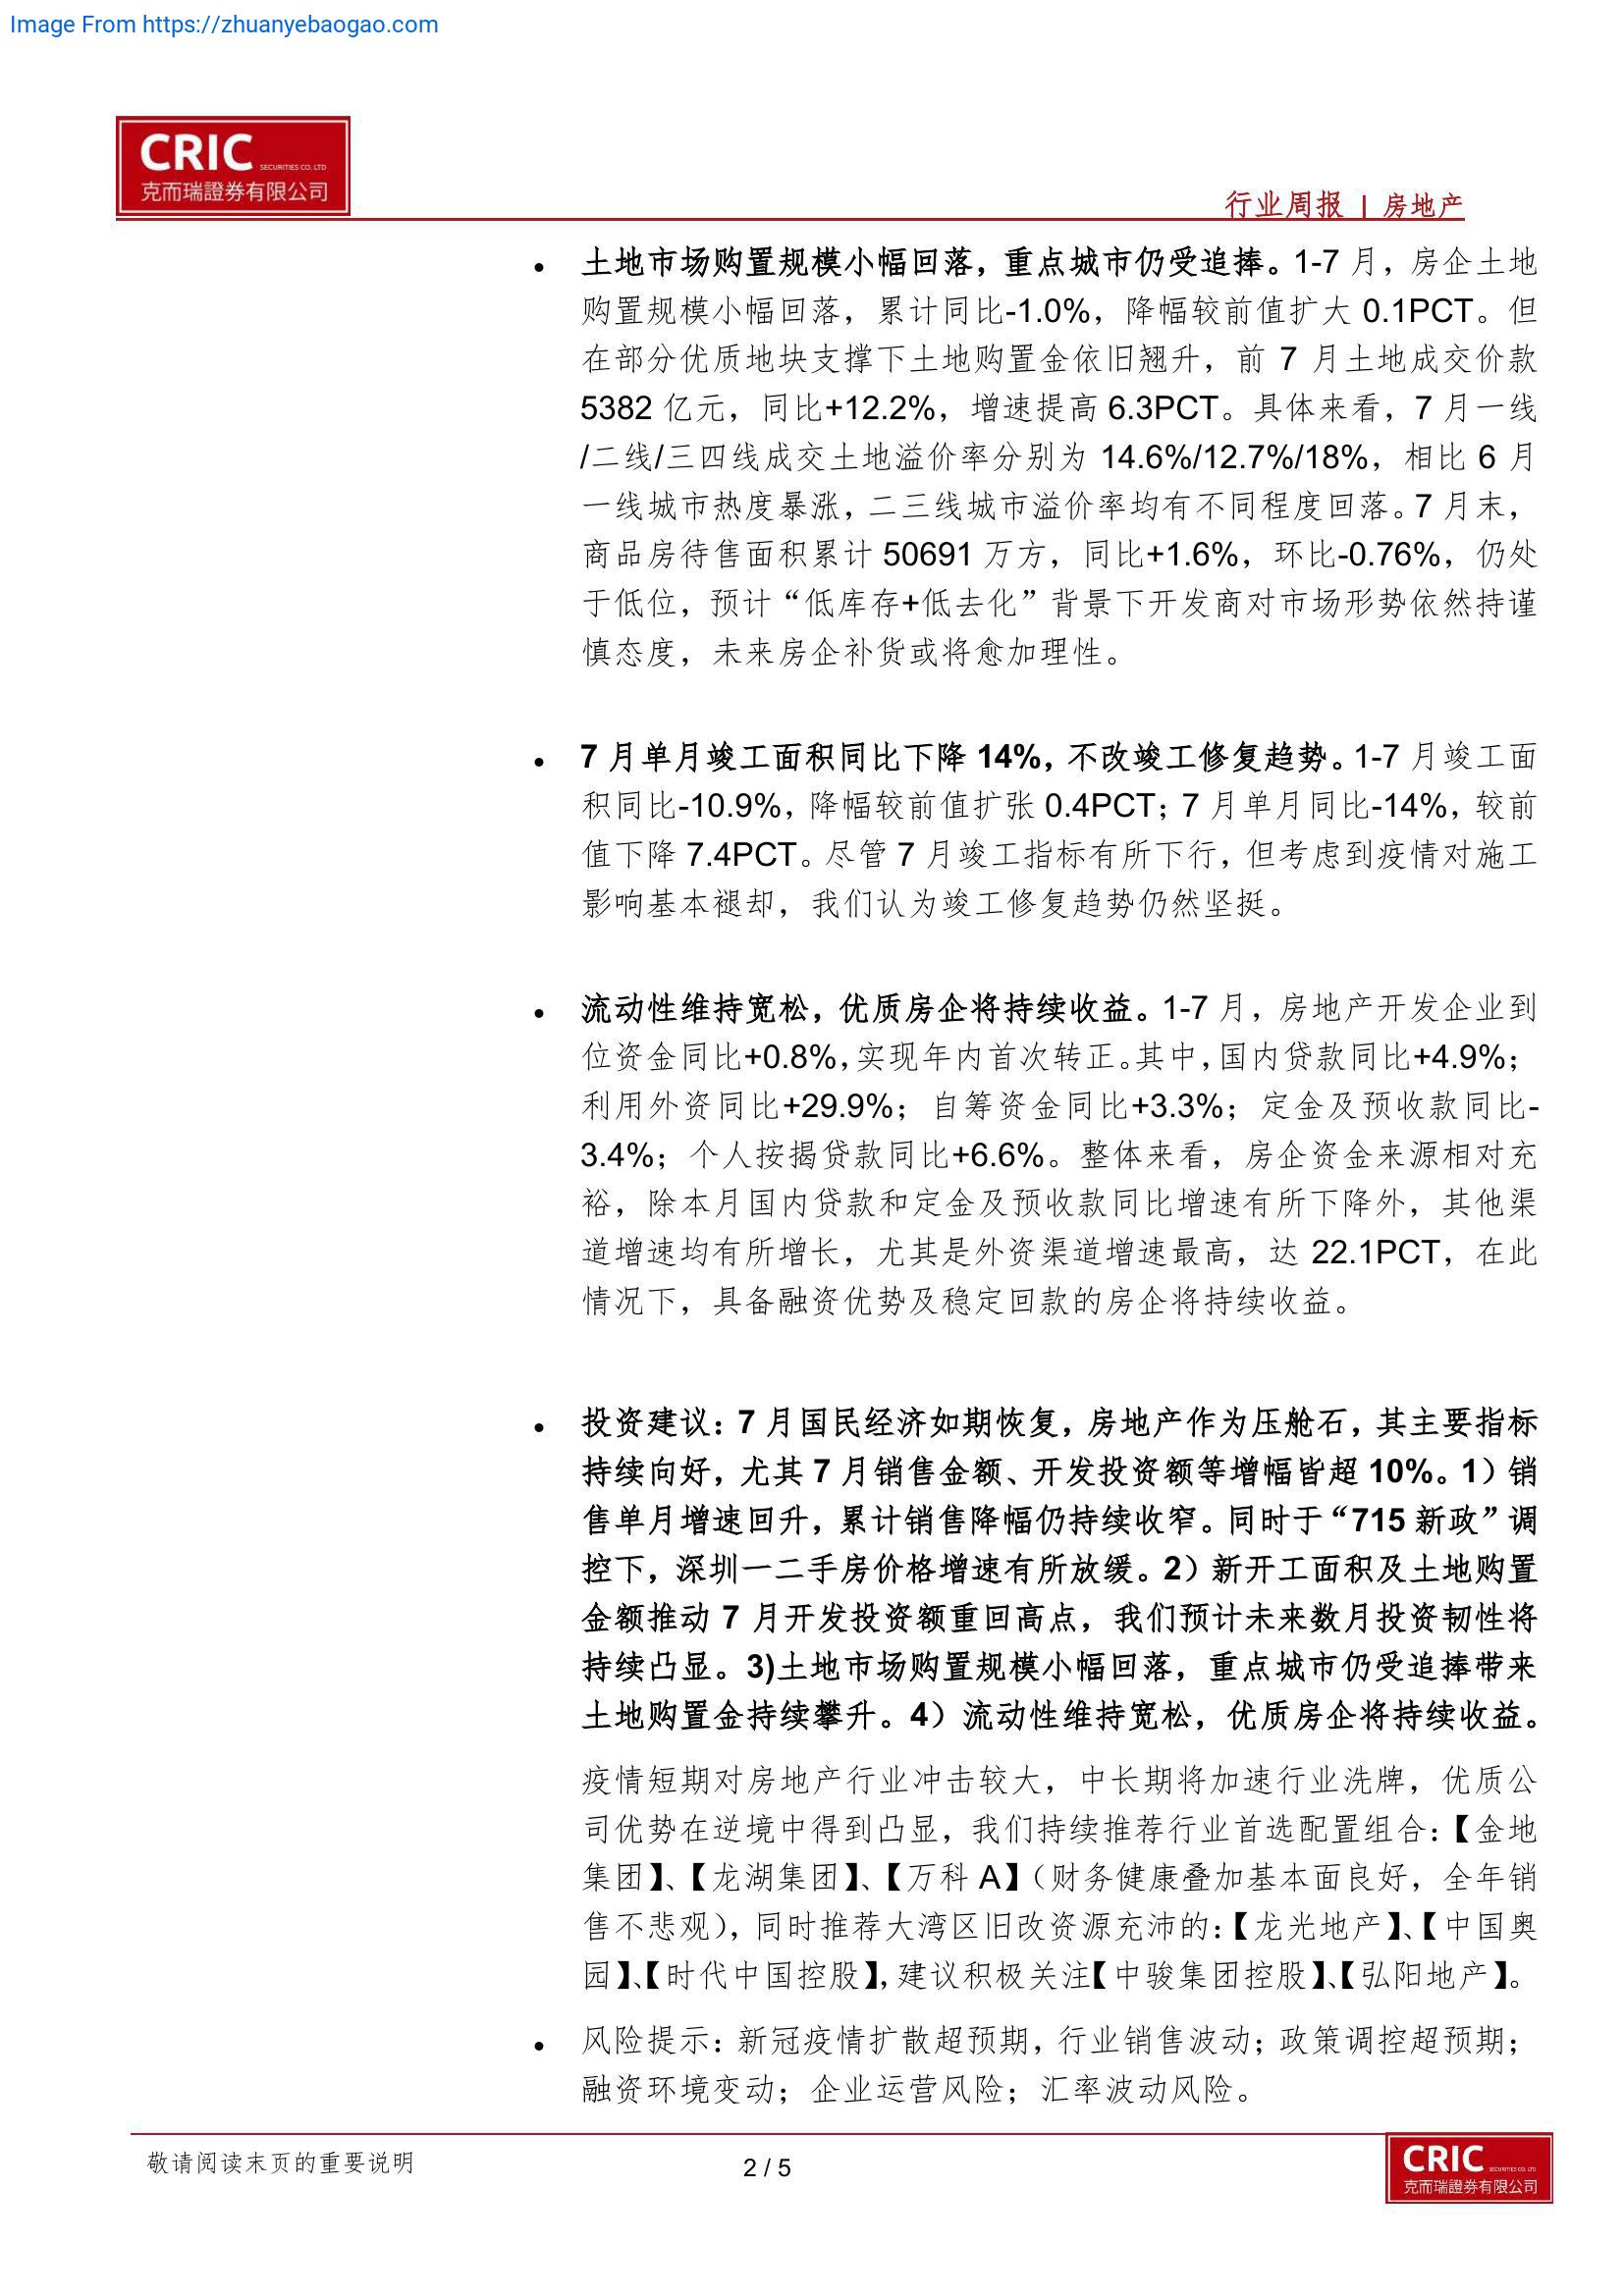 Image From https://zhuanyebaogao.com
CRIC SECURITIES CO. LTD
克而瑞證券有限公司
行业周报 | 房地产
• 土地市场购置规模小幅回落，重点城市仍受追捧。1-7 月，房企土地
购置规模小幅回落，累计同比-1.0%，降幅较前值扩大 0.1PCT。但
在部分优质地块支撑下土地购置金依旧翘升，前 7 月土地成交价款
5382 亿元，同比+12.2%，增速提高 6.3PCT。具体来看，7 月一线
/二线/三四线成交土地溢价率分别为 14.6%/12.7%/18%，相比 6 月
一线城市热度暴涨，二三线城市溢价率均有不同程度回落。7 月末，
商品房待售面积累计 50691 万方，同比+1.6%，环比-0.76%，仍处
于低位，预计“低库存+低去化”背景下开发商对市场形势依然持谨
慎态度，未来房企补货或将愈加理性。
• 7 月单月竣工面积同比下降 14%，不改竣工修复趋势。1-7 月竣工面
积同比-10.9%，降幅较前值扩张 0.4PCT；7 月单月同比-14%，较前
值下降 7.4PCT。尽管 7 月竣工指标有所下行，但考虑到疫情对施工
影响基本褪却，我们认为竣工修复趋势仍然坚挺。
• 流动性维持宽松，优质房企将持续收益。1-7 月，房地产开发企业到
位资金同比+0.8%，实现年内首次转正。其中，国内贷款同比+4.9%；
利用外资同比+29.9%；自筹资金同比+3.3%；定金及预收款同比-
3.4%；个人按揭贷款同比+6.6%。整体来看，房企资金来源相对充
裕，除本月国内贷款和定金及预收款同比增速有所下降外，其他渠
道增速均有所增长，尤其是外资渠道增速最高，达 22.1PCT，在此
情况下，具备融资优势及稳定回款的房企将持续收益。
• 投资建议：7 月国民经济如期恢复，房地产作为压舱石，其主要指标
持续向好，尤其 7 月销售金额、开发投资额等增幅皆超 10%。1）销
售单月增速回升，累计销售降幅仍持续收窄。同时于“715 新政”调
控下，深圳一二手房价格增速有所放缓。2）新开工面积及土地购置
金额推动 7 月开发投资额重回高点，我们预计未来数月投资韧性将
持续凸显。3)土地市场购置规模小幅回落，重点城市仍受追捧带来
土地购置金持续攀升。4）流动性维持宽松，优质房企将持续收益。
疫情短期对房地产行业冲击较大，中长期将加速行业洗牌，优质公
司优势在逆境中得到凸显，我们持续推荐行业首选配置组合：【金地
集团】、【龙湖集团】、【万科 A】（财务健康叠加基本面良好，全年销
售不悲观），同时推荐大湾区旧改资源充沛的：【龙光地产】、【中国奥
园】、【时代中国控股】，建议积极关注【中骏集团控股】、【弘阳地产】。
• 风险提示：新冠疫情扩散超预期，行业销售波动；政策调控超预期；
融资环境变动；企业运营风险；汇率波动风险。
敬请阅读末页的重要说明
2 / 5
CRIC SECURITIES CO. LTD
克而瑞證券有限公司